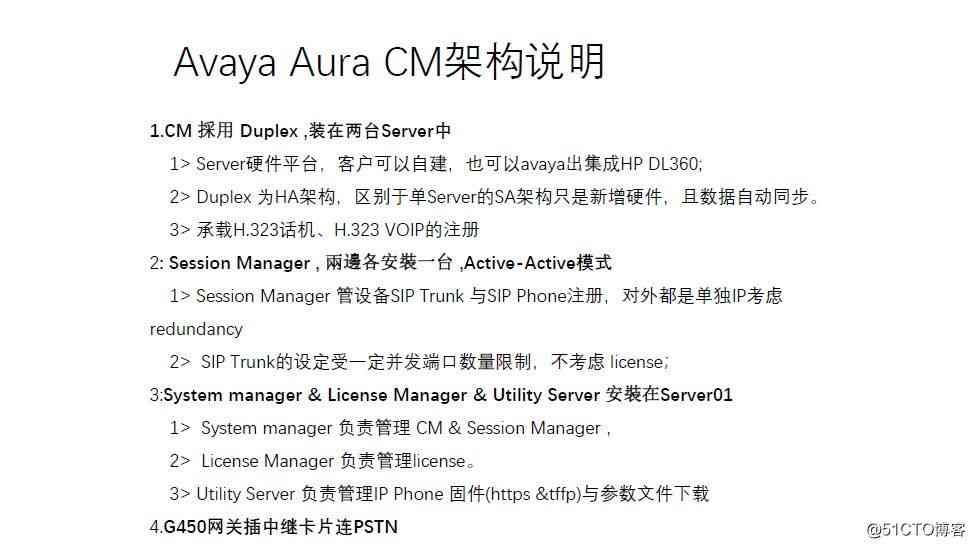 Avaya Aura CM架构说明
1.CM 採用 Duplex ,装在两台Server中
1> Server硬件平台，客户可以自建，也可以avaya出集成HP DL360;
2> Duplex 为HA架构，区别于单Server的SA架构只是新增硬件，且数据自动同步。
3> 承载H.323话机、H.323 VOIP的注册
2: Session Manager , 兩邊各安裝一台 ,Active-Active模式
1> Session Manager 管设备SIP Trunk 与SIP Phone注册，对外都是单独IP考虑
redundancy
2> SIP Trunk的设定受一定并发端口数量限制，不考虑 license;
3:System manager & License Manager & Utility Server 安裝在Server01
1> System manager 负责管理 CM & Session Manager ,
2> License Manager 负责管理license。
3> Utility Server 负责管理IP Phone 固件(https &tffp)与参数文件下载
4.G450网关插中继卡片连PSTN
@51CTO博客